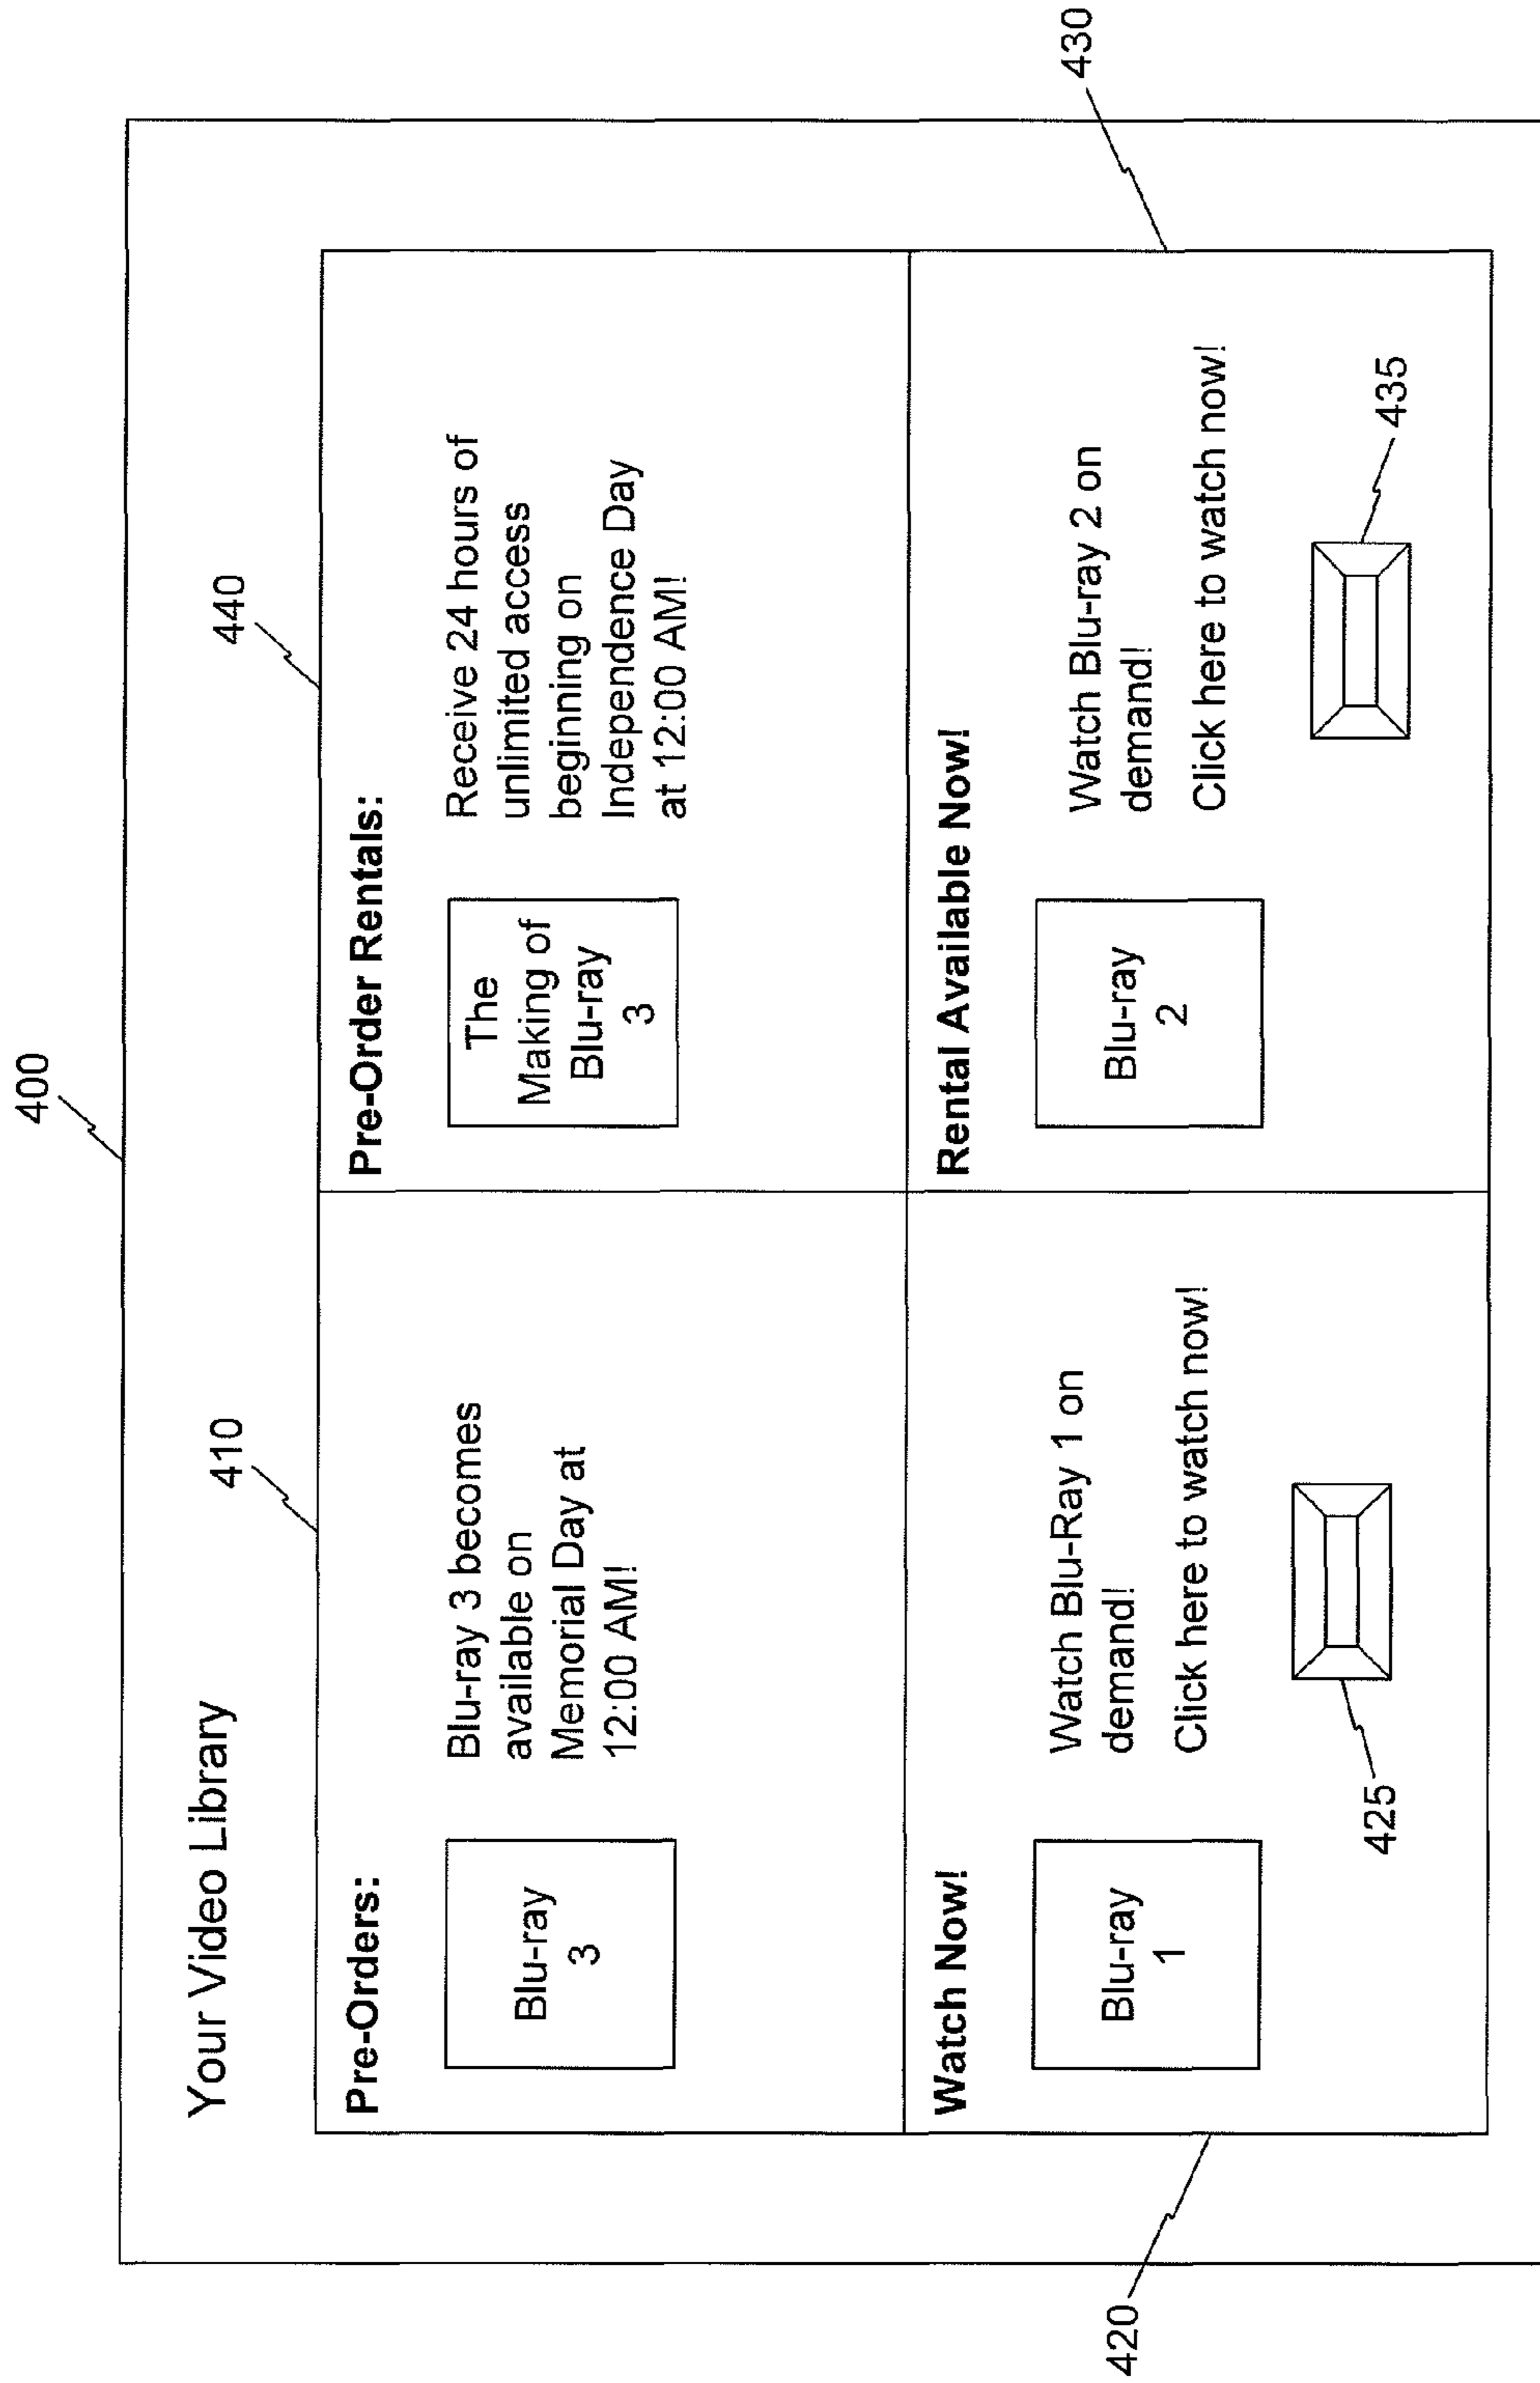 400
Your Video Library
410
440
Pre-Orders:
Blu-ray
3
Blu-ray 3 becomes
available on
Memorial Day at
12:00 AM!
Pre-Order Rentals:
The
Making of
Blu-ray
3
Receive 24 hours of
unlimited access
beginning on
Independence Day
at 12:00 AM!
Watch Now!
Blu-ray
1
Watch Blu-Ray 1 on
demand!
Click here to watch now!
425
420
Rental Available Now!
Blu-ray
2
Watch Blu-ray 2 on
demand!
Click here to watch now!
435
430